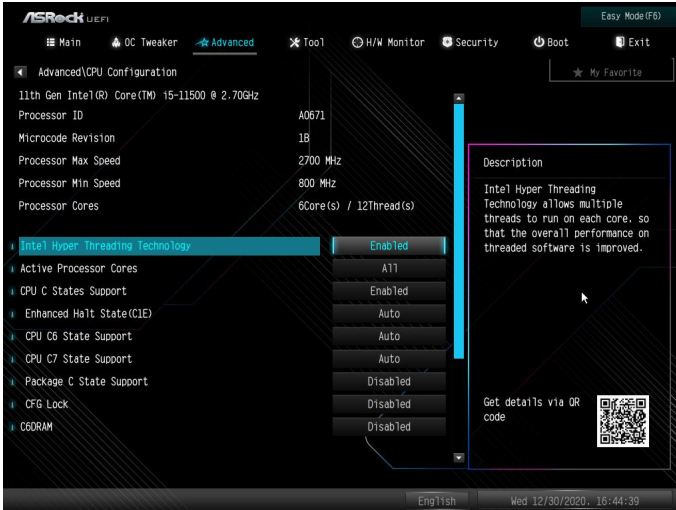 ASRock UEFI
Easy Mode(F6)
Main OC Tweaker Advanced Tool H/W Monitor Security Boot Exit
Advanced\CPU Configuration
My Favorite
11th Gen Intel(R) Core(TM) i5-11500 @ 2.70GHz
Processor ID A0671
Microcode Revision 1B
Processor Max Speed 2700 MHz
Processor Min Speed 800 MHz
Processor Cores 6Core(s) / 12Thread(s)
Intel Hyper Threading Technology Enabled
Active Processor Cores All
CPU C States Support Enabled
Enhanced Halt State(C1E) Auto
CPU C6 State Support Auto
CPU C7 State Support Auto
Package C State Support Disabled
CFG Lock Disabled
C6DRAM Disabled
Description
Intel Hyper Threading
Technology allows multiple
threads to run on each core, so
that the overall performance on
threaded software is improved.
Get details via QR
code
English
Wed 12/30/2020, 16:44:39